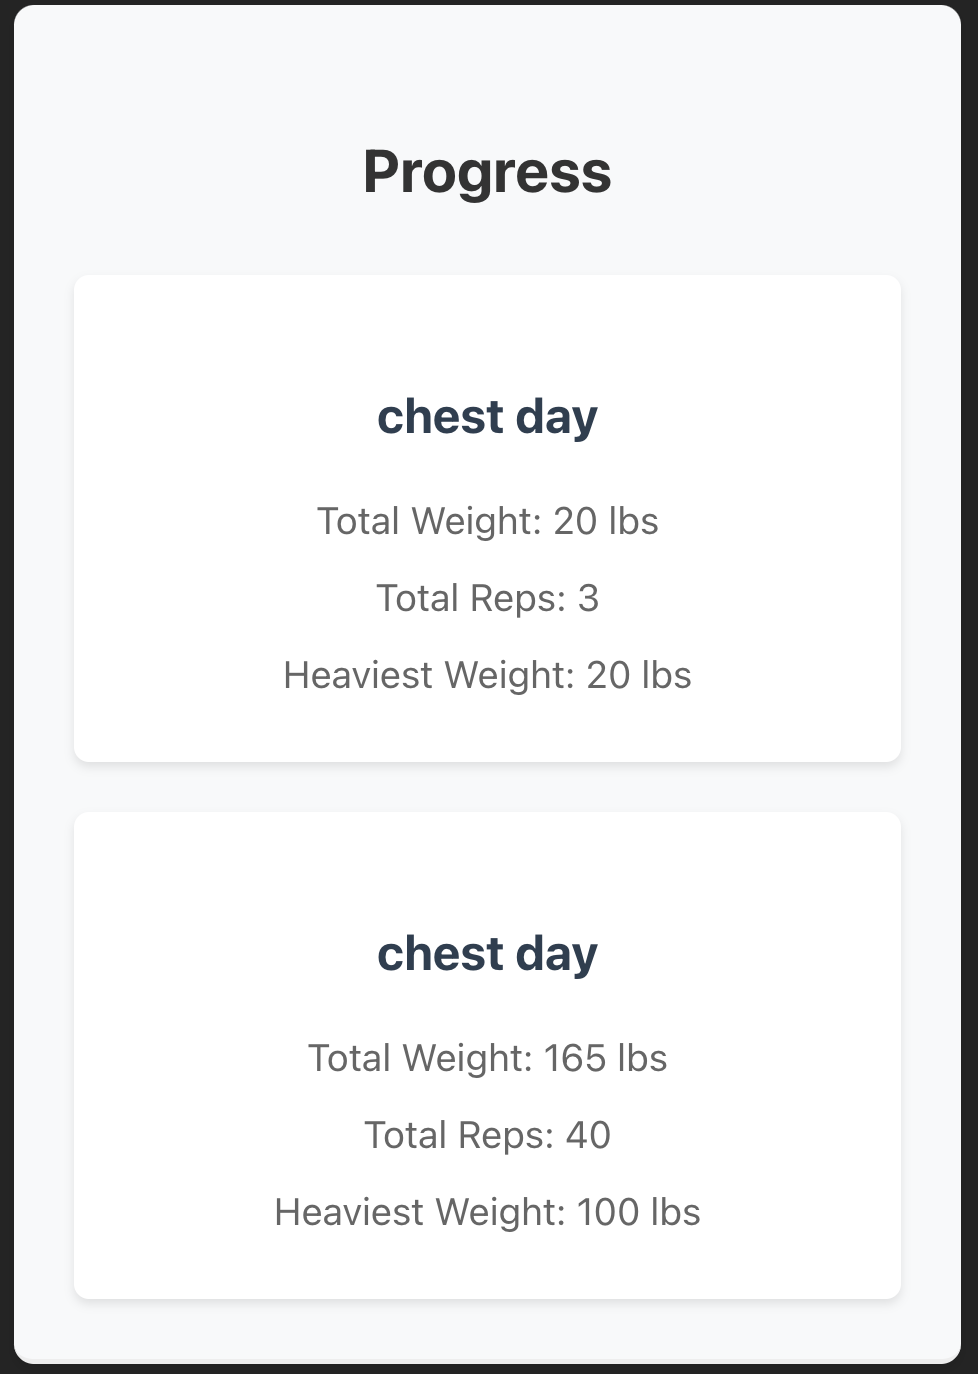 Progress
chest day
Total Weight: 20 lbs
Total Reps: 3
Heaviest Weight: 20 lbs
chest day
Total Weight: 165 lbs
Total Reps: 40
Heaviest Weight: 100 lbs